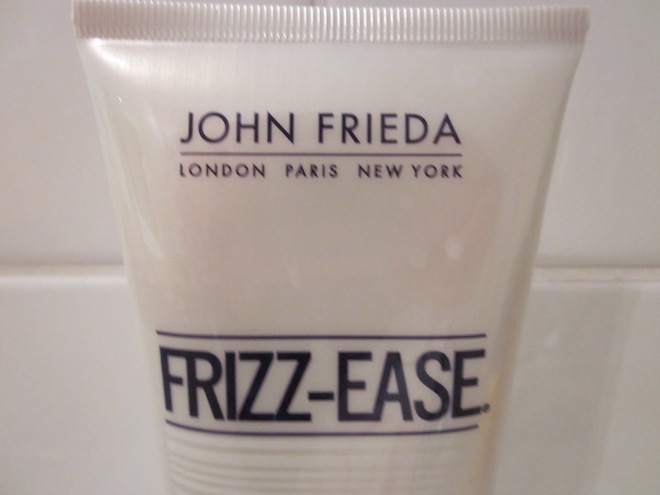 JOHN FRIEDA
LONDON PARIS NEW YORK
FRIZZ-EASE®